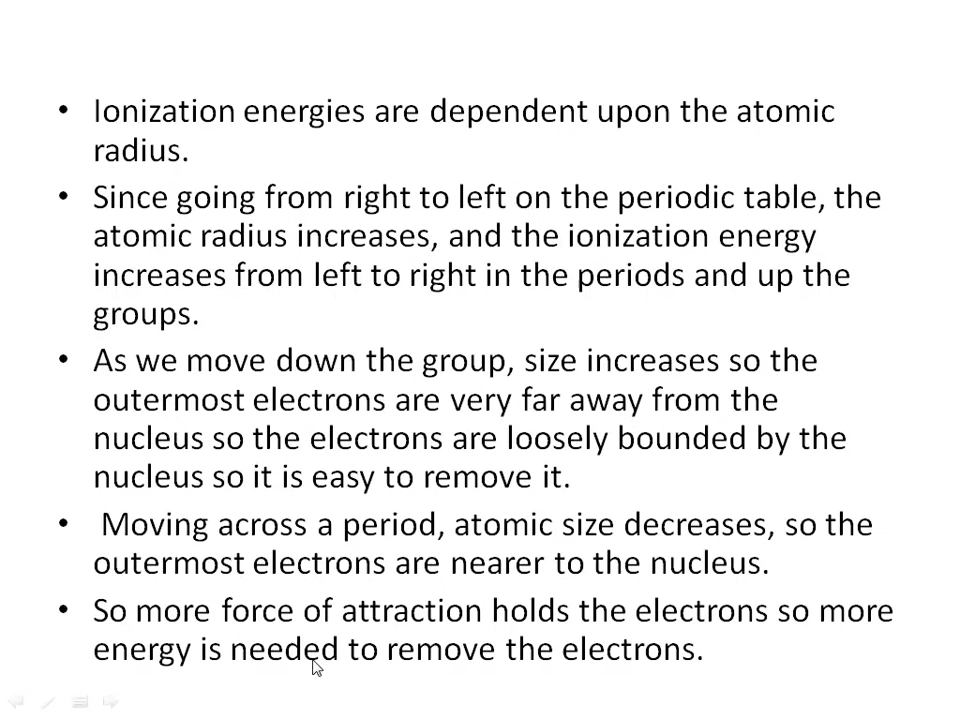 • Ionization energies are dependent upon the atomic
radius.
• Since going from right to left on the periodic table, the
atomic radius increases, and the ionization energy
increases from left to right in the periods and up the
groups.
• As we move down the group, size increases so the
outermost electrons are very far away from the
nucleus so the electrons are loosely bounded by the
nucleus so it is easy to remove it.
• Moving across a period, atomic size decreases, so the
outermost electrons are nearer to the nucleus.
• So more force of attraction holds the electrons so more
energy is needed to remove the electrons.